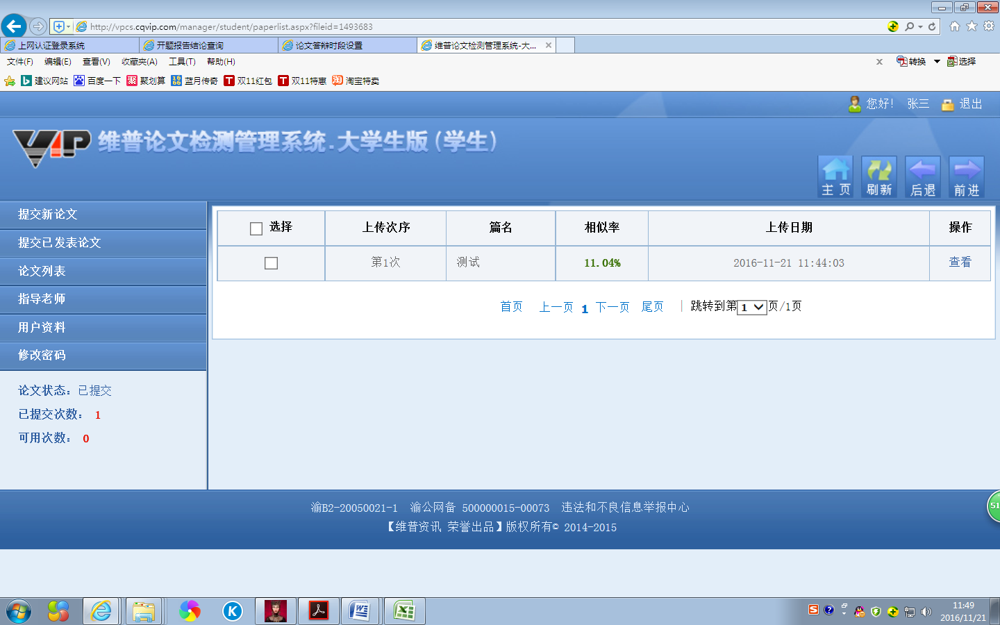 http://vpcs.cqvip.com/manager/student/paperlist.aspx?fileid=1493683
上网认证登录系统 开题报告结论查询 论文答辩时段设置 维普论文检测管理系统-大...
文件(F) 编辑(E) 查看(V) 收藏夹(A) 工具(T) 帮助(H) 转换 选择
建议网站 百度一下 聚划算 蓝月传奇 双11红包 双11特惠 淘宝特卖
您好! 张三 退出
VIP 维普论文检测管理系统.大学生版(学生)
主 页 刷新 后退 前进
提交新论文
提交已发表论文
论文列表
指导老师
用户资料
修改密码
论文状态：已提交
已提交次数： 1
可用次数： 0
选择 上传次序 篇名 相似率 上传日期 操作
第1次 测试 11.04% 2016-11-21 11:44:03 查看
首页 上一页 1 下一页 尾页 | 跳转到第 1 页/1页
渝B2-20050021-1 渝公网备 500000015-00073 违法和不良信息举报中心
【维普资讯 荣誉出品】版权所有© 2014-2015
51
11:49
2016/11/21